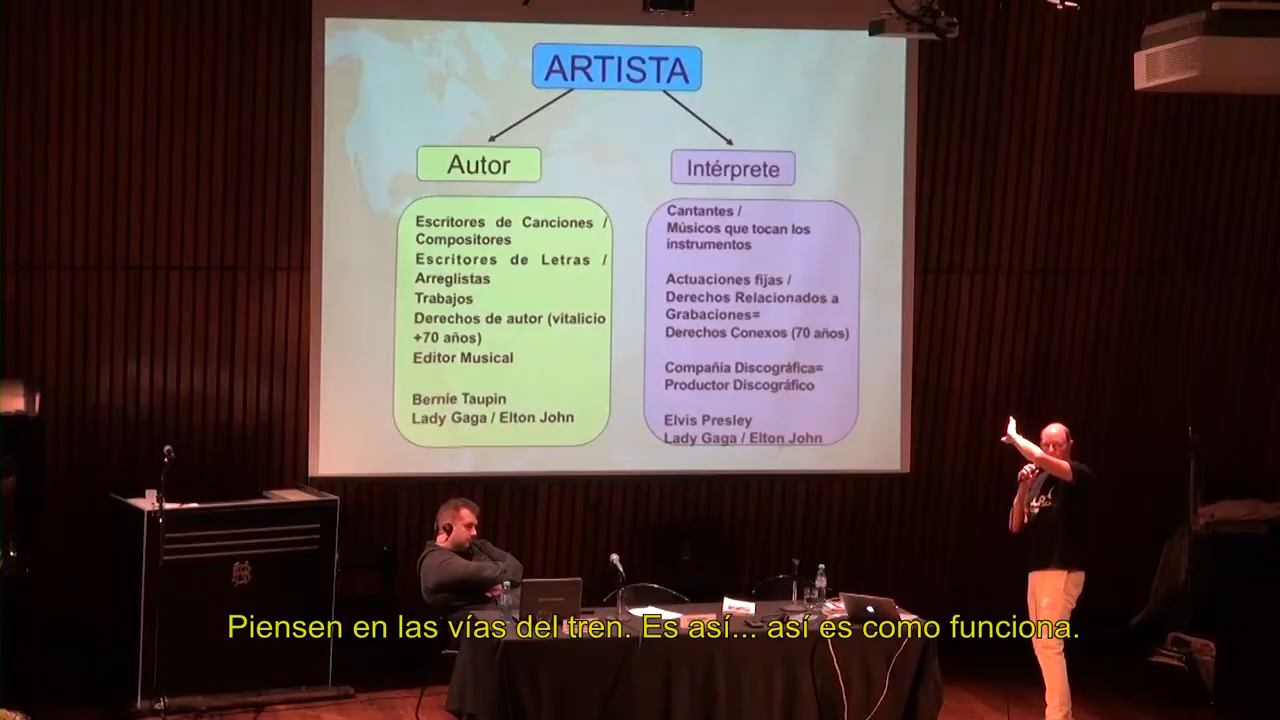 ARTISTA
Autor
Intérprete
Escritores de Canciones /
Compositores
Escritores de Letras /
Arreglistas
Trabajos
Derechos de autor (vitalicio
+70 años)
Editor Musical
Bernie Taupin
Lady Gaga / Elton John
Cantantes /
Músicos que tocan los
instrumentos
Actuaciones fijas /
Derechos Relacionados a
Grabaciones=
Derechos Conexos (70 años)
Compañía Discográfica=
Productor Discográfico
Elvis Presley
Lady Gaga / Elton John
Piensen en las vías del tren. Es así... así es como funciona.